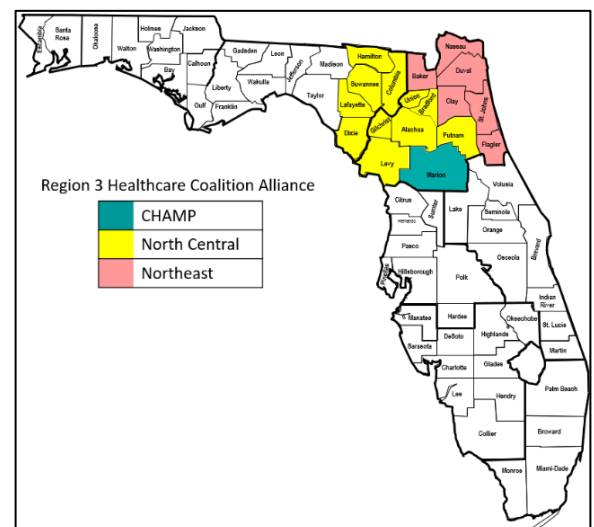 Escambia
Santa
Rosa
Okaloosa
Walton
Holmes
Washington
Jackson
Bay
Calhoun
Gulf
Liberty
Gadsden
Franklin
Leon
Wakulla
Jefferson
Madison
Taylor
Hamilton
Suwannee
Lafayette
Dixie
Columbia
Baker
Nassau
Duval
Union
Bradford
Clay
St. Johns
Gilchrist
Alachua
Putnam
Flagler
Levy
Marion
Region 3 Healthcare Coalition Alliance
CHAMP
North Central
Northeast
Citrus
Sumter
Lake
Volusia
Hernando
Seminole
Orange
Pasco
Brevard
Osceola
Pinellas
Hillsborough
Polk
Indian
River
Manatee
Hardee
Okeechobe
Highlands
St. Lucie
Sarasota
DeSoto
Martin
Charlotte
Glades
Lee
Hendry
Palm Beach
Collier
Broward
Monroe
Miami-Dade